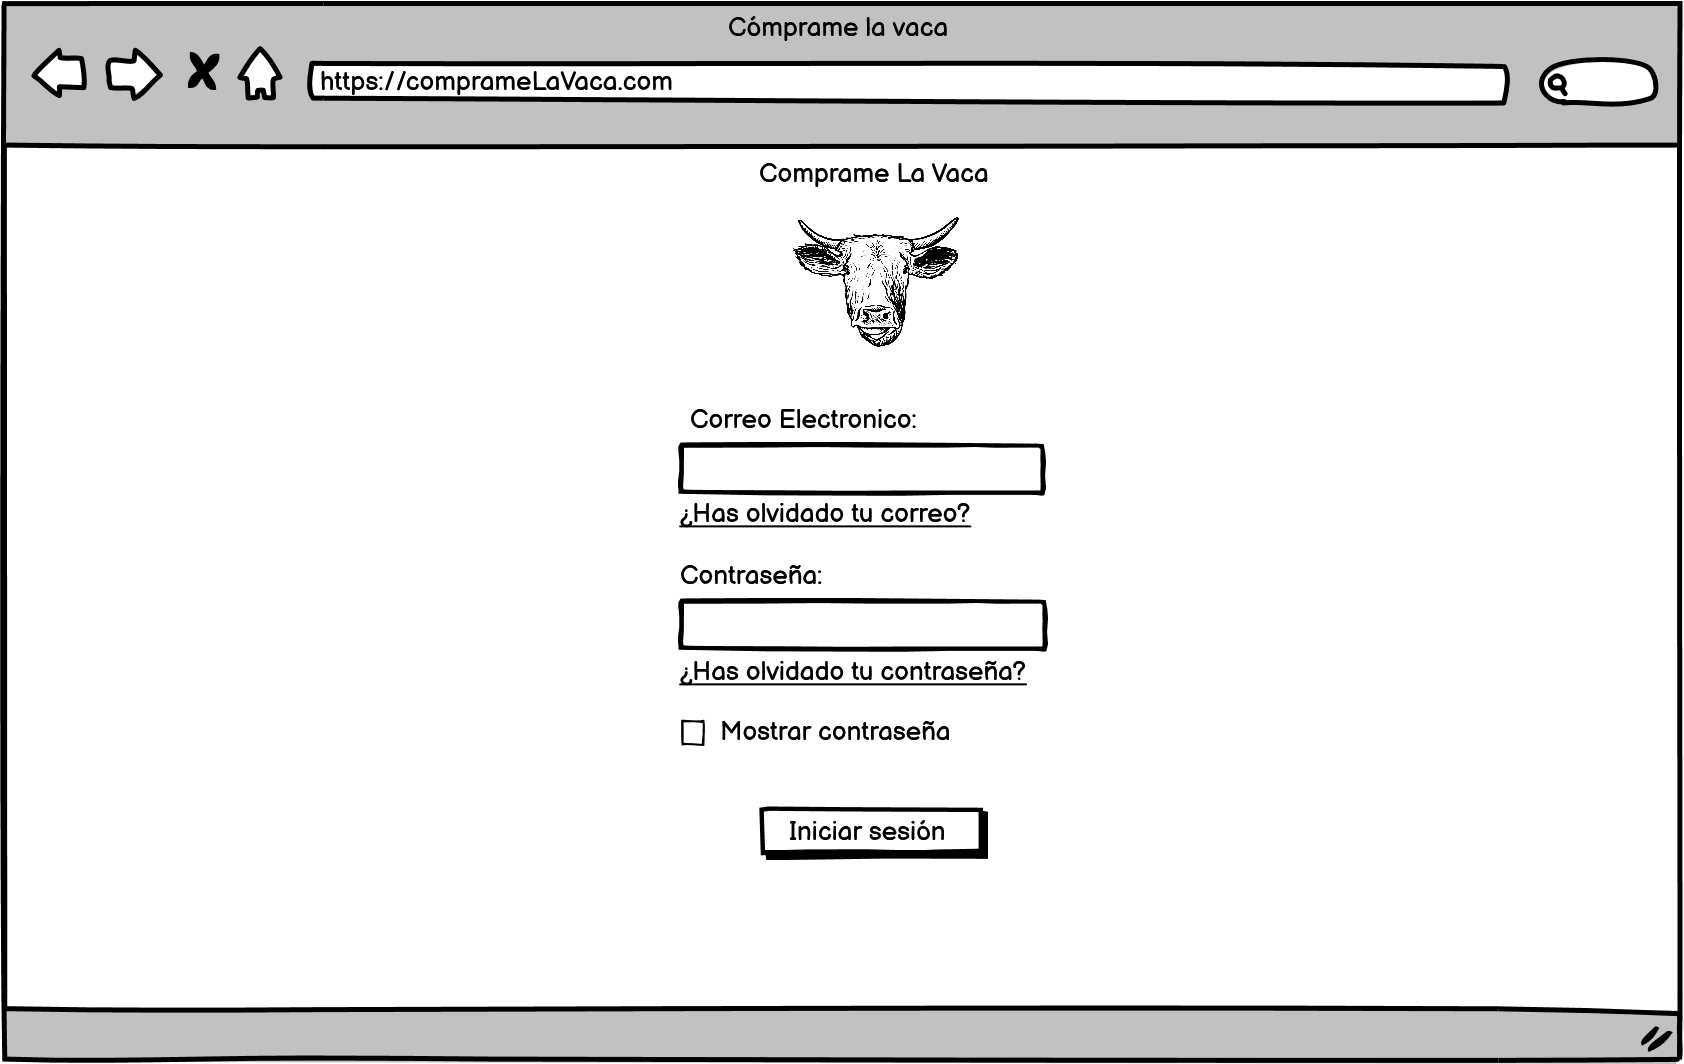 Cómprame la vaca
https://comprameLaVaca.com
Comprame La Vaca
Correo Electronico:
¿Has olvidado tu correo?
Contraseña:
¿Has olvidado tu contraseña?
Mostrar contraseña
Iniciar sesión